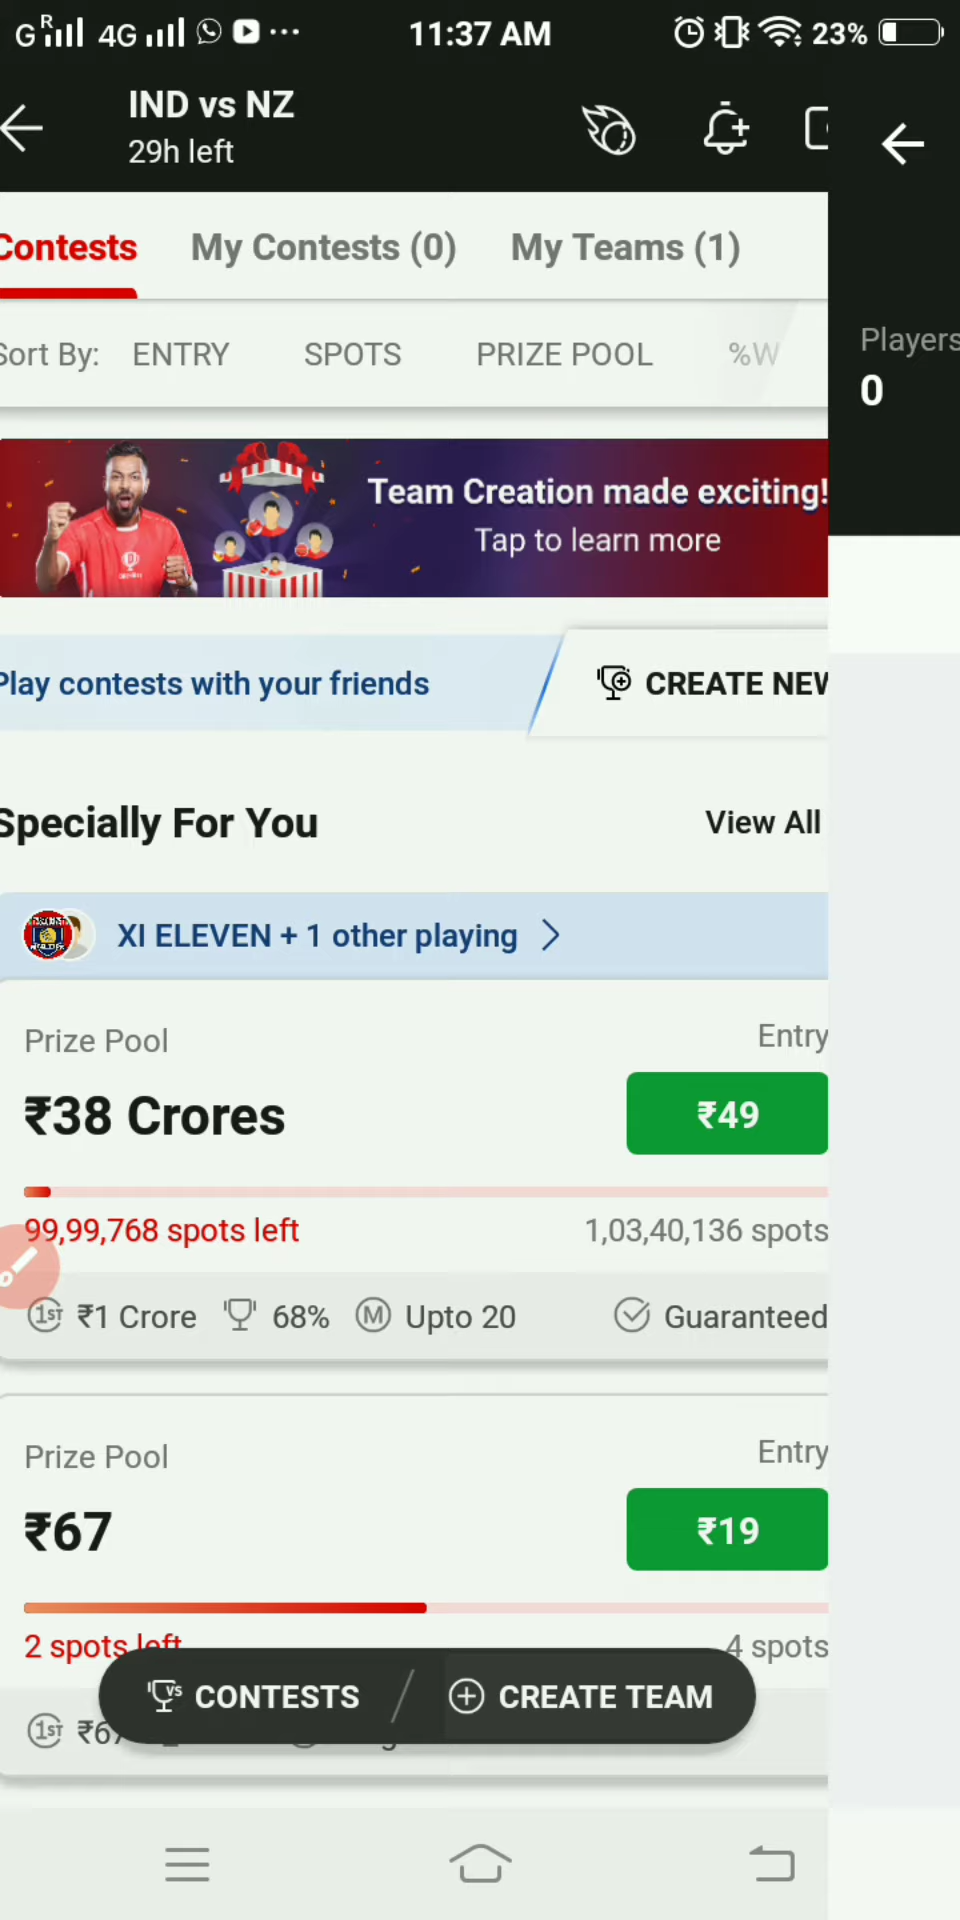 G R 4G 11:37 AM 23%
IND vs NZ
29h left
Contests My Contests (0) My Teams (1)
Players
0
Sort By: ENTRY SPOTS PRIZE POOL %W
Team Creation made exciting!
Tap to learn more
Play contests with your friends
CREATE NEW
Specially For You View All
XI ELEVEN + 1 other playing
Prize Pool Entry
₹38 Crores ₹49
99,99,768 spots left 1,03,40,136 spots
1ST ₹1 Crore 68% M Upto 20 Guaranteed
Prize Pool Entry
₹67 ₹19
2 spots left 4 spots
VS CONTESTS CREATE TEAM
1ST ₹67